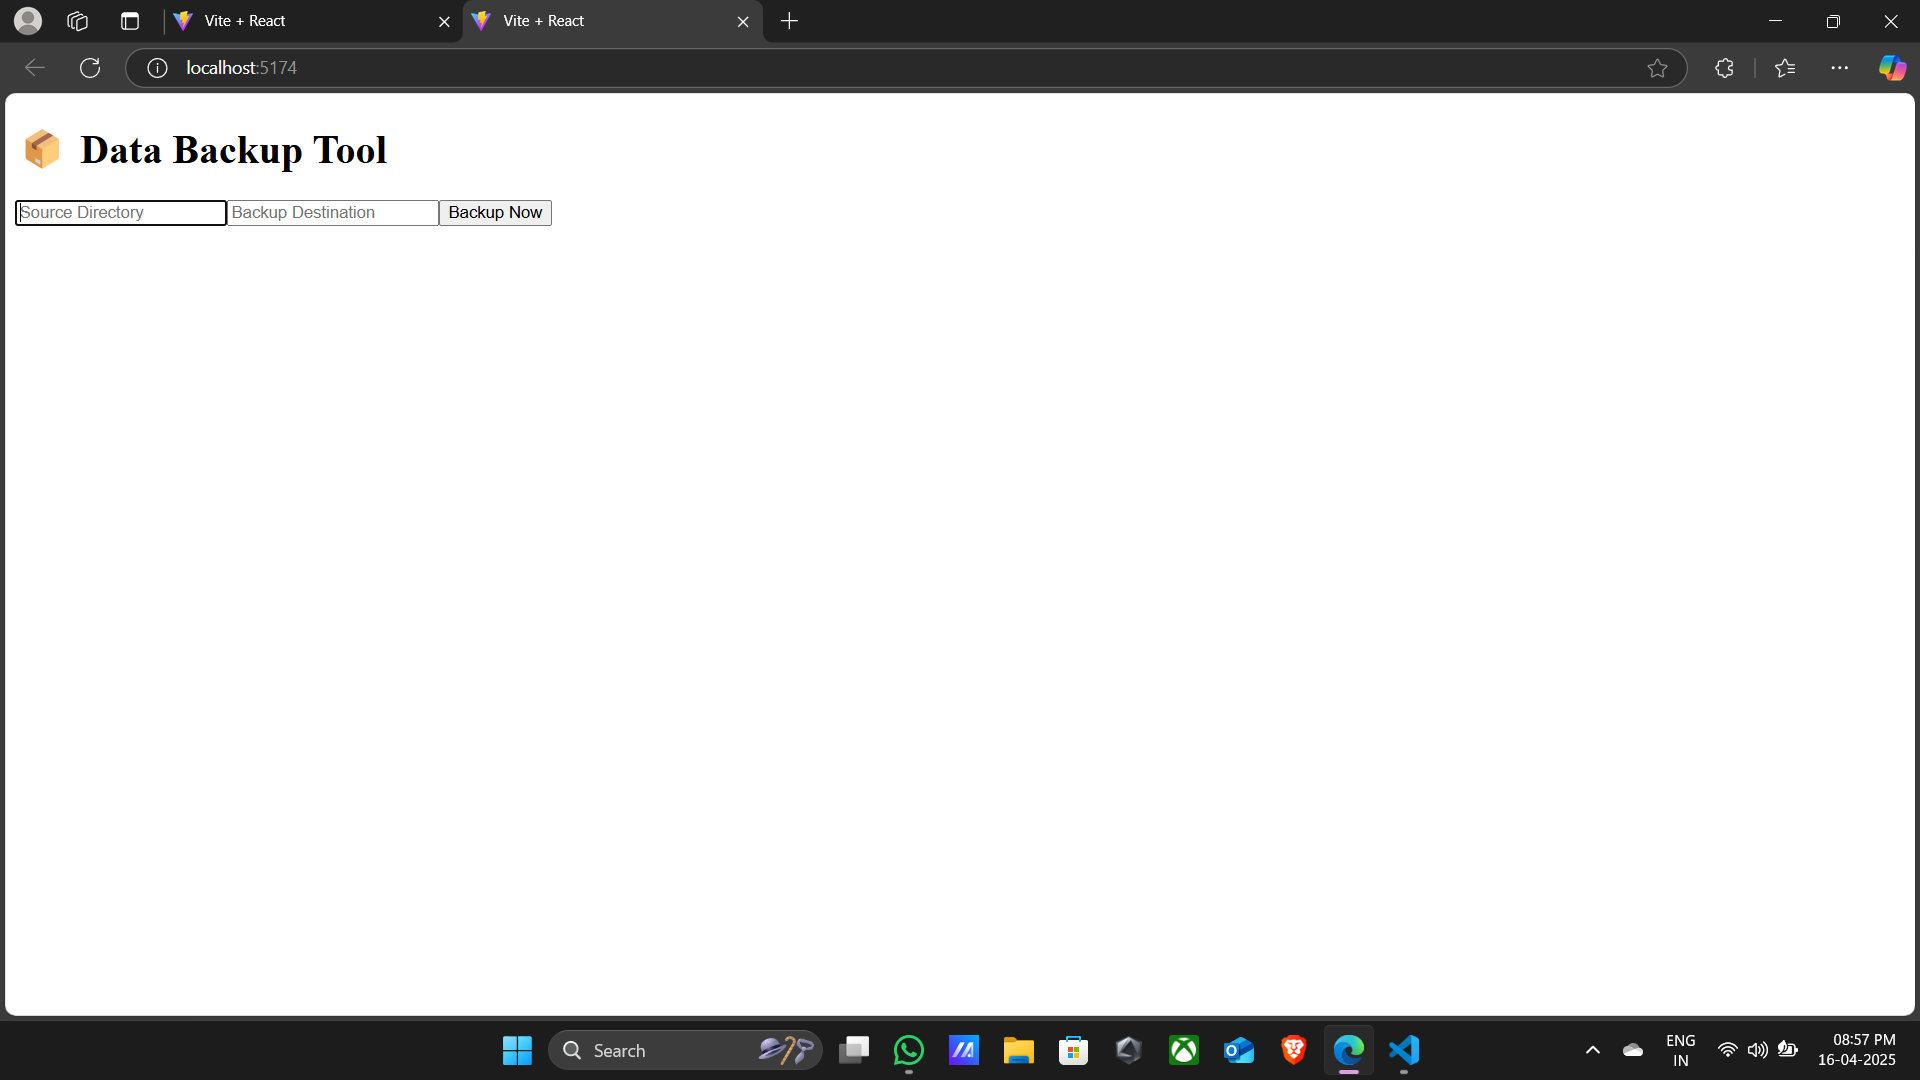 Vite + React
Vite + React
localhost:5174
📦 Data Backup Tool
Source Directory
Backup Destination
Backup Now
Search
ENG
IN
08:57 PM
16-04-2025